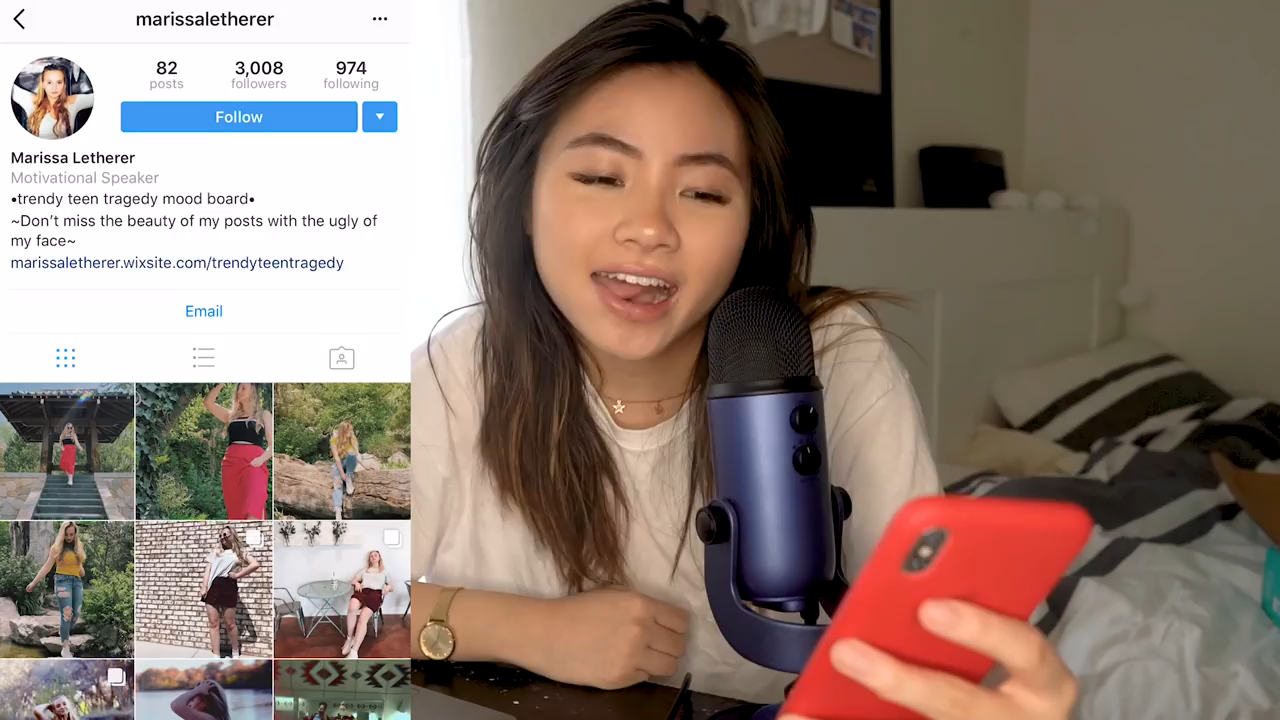 marissaletherer
82
3,008
974
posts
followers
following
Follow
Marissa Letherer
Motivational Speaker
•trendy teen tragedy mood board•
~Don't miss the beauty of my posts with the ugly of
my face~
marissaletherer.wixsite.com/trendyteentragedy
Email